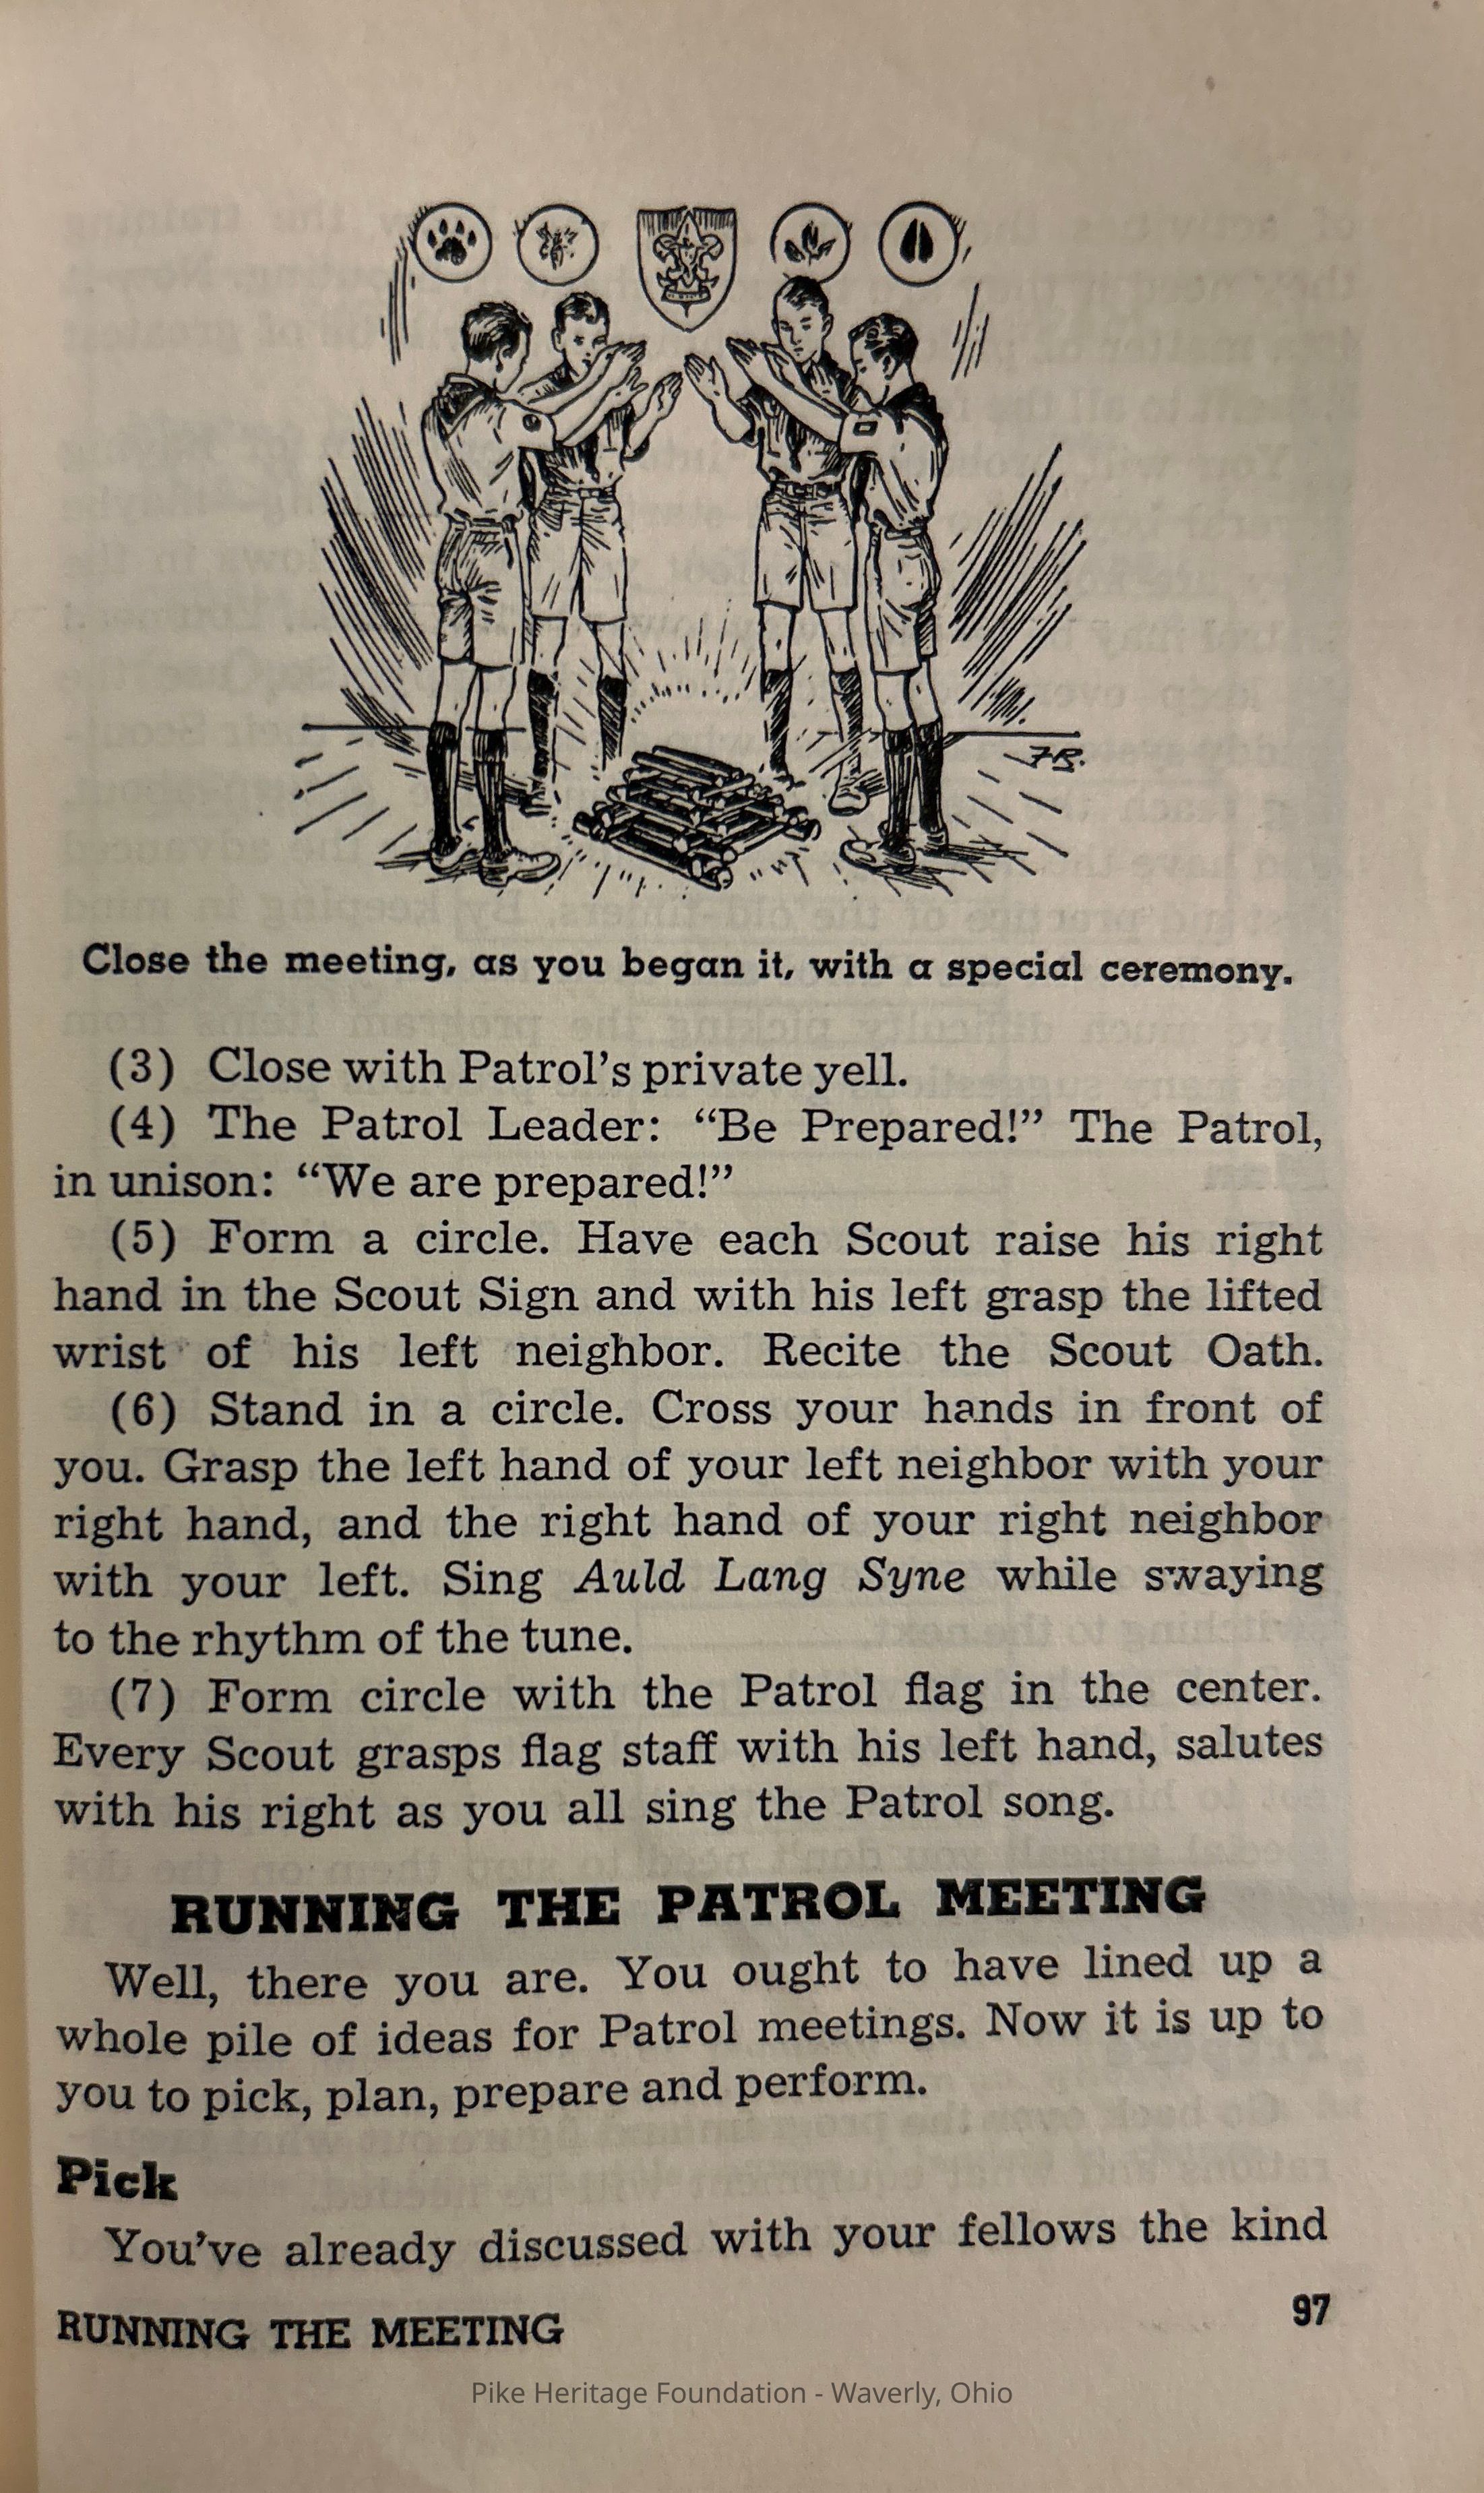 FR.
Close the meeting, as you began it, with a special ceremony.
(3) Close with Patrol's private yell.
(4) The Patrol Leader: “Be Prepared!” The Patrol,
in unison: “We are prepared!”
(5) Form a circle. Have each Scout raise his right
hand in the Scout Sign and with his left grasp the lifted
wrist of his left neighbor. Recite the Scout Oath.
(6) Stand in a circle. Cross your hands in front of
you. Grasp the left hand of your left neighbor with your
right hand, and the right hand of your right neighbor
with your left. Sing Auld Lang Syne while swaying
to the rhythm of the tune.
(7) Form circle with the Patrol flag in the center.
Every Scout grasps flag staff with his left hand, salutes
with his right as you all sing the Patrol song.
RUNNING THE PATROL MEETING
Well, there you are. You ought to have lined up a
whole pile of ideas for Patrol meetings. Now it is up to
you to pick, plan, prepare and perform.
Pick
You've already discussed with your fellows the kind
RUNNING THE MEETING 97
Pike Heritage Foundation - Waverly, Ohio